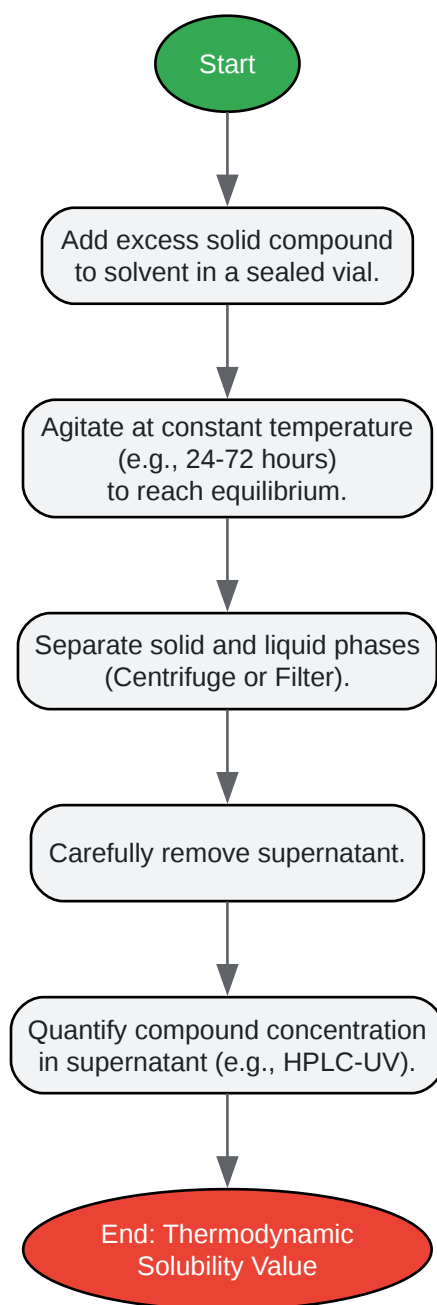 Start
Add excess solid compound
to solvent in a sealed vial.
Agitate at constant temperature
(e.g., 24-72 hours)
to reach equilibrium.
Separate solid and liquid phases
(Centrifuge or Filter).
Carefully remove supernatant.
Quantify compound concentration
in supernatant (e.g., HPLC-UV).
End: Thermodynamic
Solubility Value